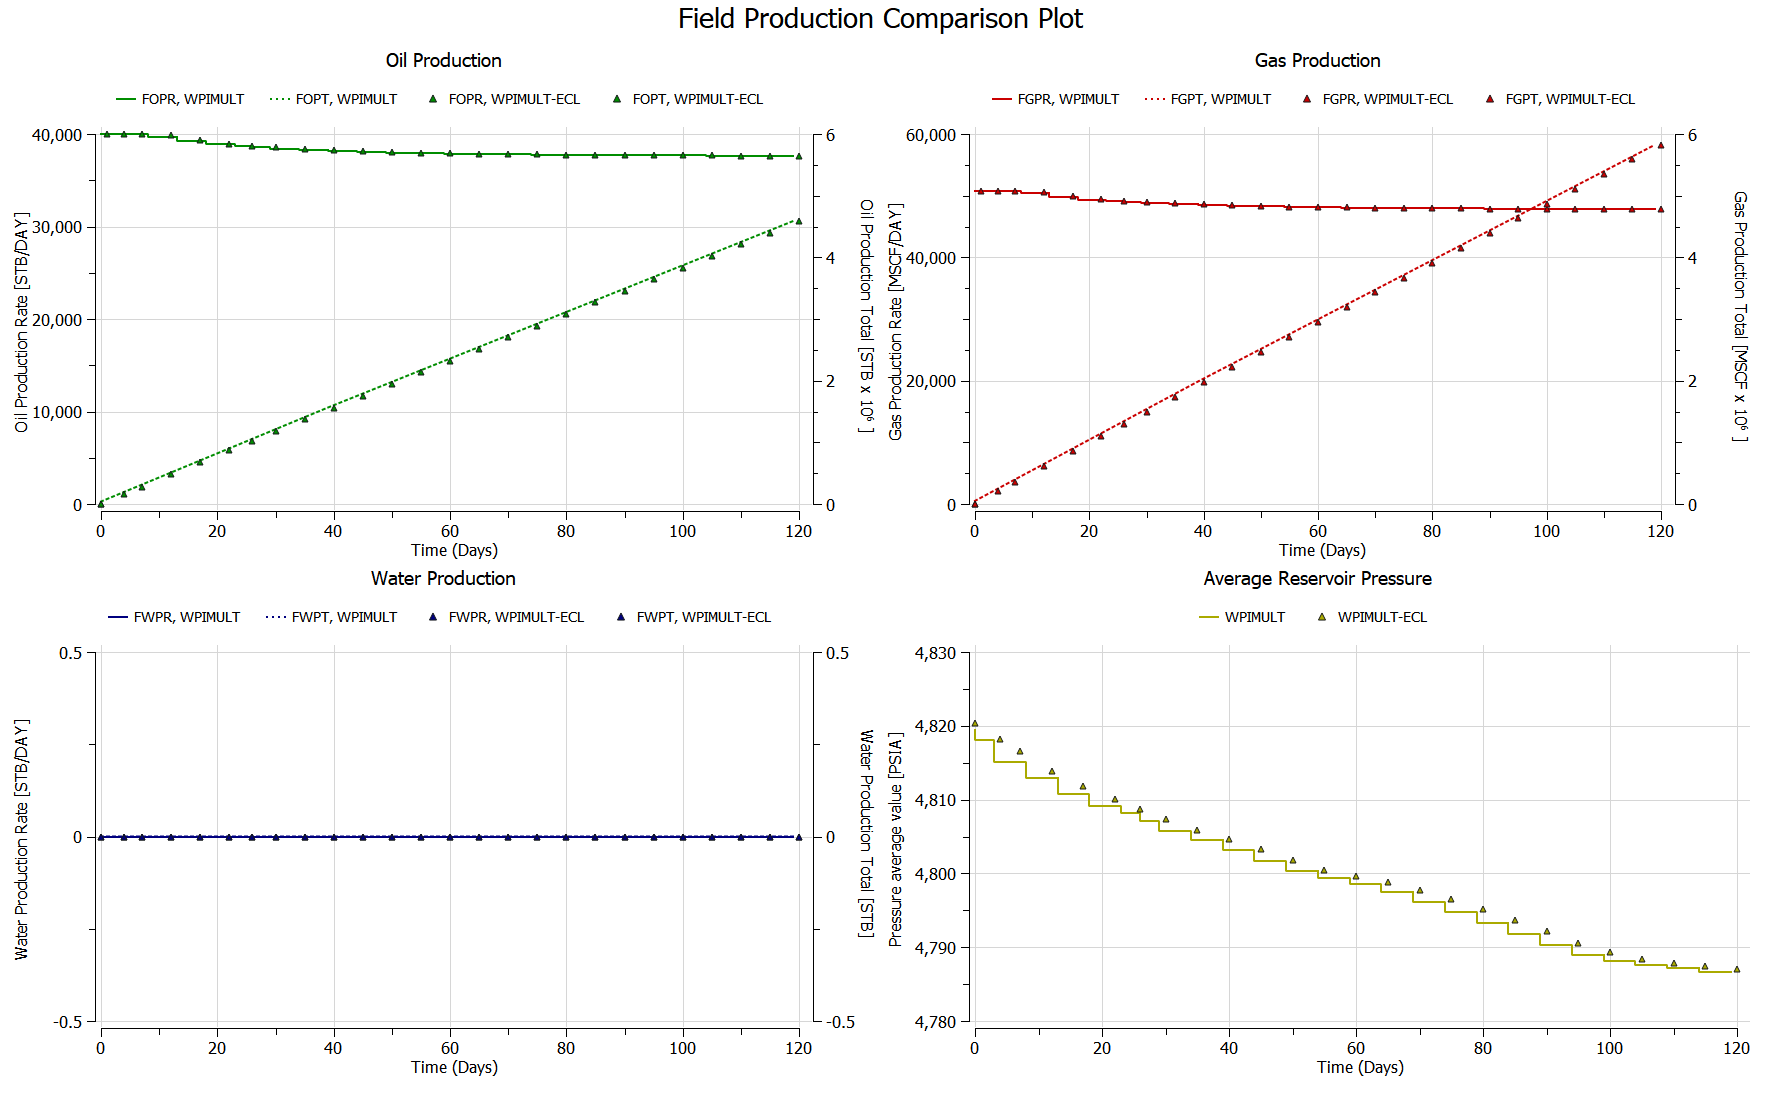 Field Production Comparison Plot
Oil Production
FOPR, WPIMULT
FOPT, WPIMULT
FOPR, WPIMULT-ECL
FOPT, WPIMULT-ECL
40,000
30,000
20,000
10,000
0
Oil Production Rate [STB/DAY]
6
4
2
0
Oil Production Total [STB x 10⁶ ]
0 20 40 60 80 100 120
Time (Days)
Gas Production
FGPR, WPIMULT
FGPT, WPIMULT
FGPR, WPIMULT-ECL
FGPT, WPIMULT-ECL
60,000
40,000
20,000
0
Gas Production Rate [MSCF/DAY]
6
4
2
0
Gas Production Total [MSCF x 10⁶ ]
0 20 40 60 80 100 120
Time (Days)
Water Production
FWPR, WPIMULT
FWPT, WPIMULT
FWPR, WPIMULT-ECL
FWPT, WPIMULT-ECL
0.5
0
-0.5
Water Production Rate [STB/DAY]
0.5
0
-0.5
Water Production Total [STB]
0 20 40 60 80 100 120
Time (Days)
Average Reservoir Pressure
WPIMULT
WPIMULT-ECL
4,830
4,820
4,810
4,800
4,790
4,780
Pressure average value [PSIA]
0 20 40 60 80 100 120
Time (Days)